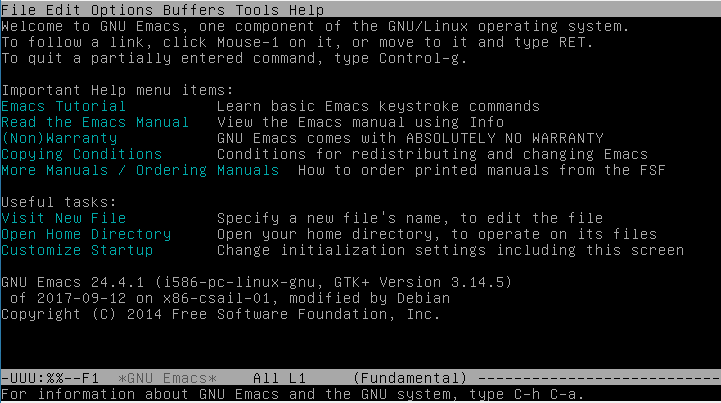 File Edit Options Buffers Tools Help
Welcome to GNU Emacs, one component of the GNU/Linux operating system.
To follow a link, click Mouse-1 on it, or move to it and type RET.
To quit a partially entered command, type Control-g.
Important Help menu items:
Emacs Tutorial          Learn basic Emacs keystroke commands
Read the Emacs Manual   View the Emacs manual using Info
(Non)Warranty           GNU Emacs comes with ABSOLUTELY NO WARRANTY
Copying Conditions      Conditions for redistributing and changing Emacs
More Manuals / Ordering Manuals  How to order printed manuals from the FSF
Useful tasks:
Visit New File          Specify a new file's name, to edit the file
Open Home Directory     Open your home directory, to operate on its files
Customize Startup       Change initialization settings including this screen
GNU Emacs 24.4.1 (i586-pc-linux-gnu, GTK+ Version 3.14.5)
 of 2017-09-12 on x86-csail-01, modified by Debian
Copyright (C) 2014 Free Software Foundation, Inc.
-UUU:%%--F1  *GNU Emacs*    All L1     (Fundamental) ---------------------------
For information about GNU Emacs and the GNU system, type C-h C-a.